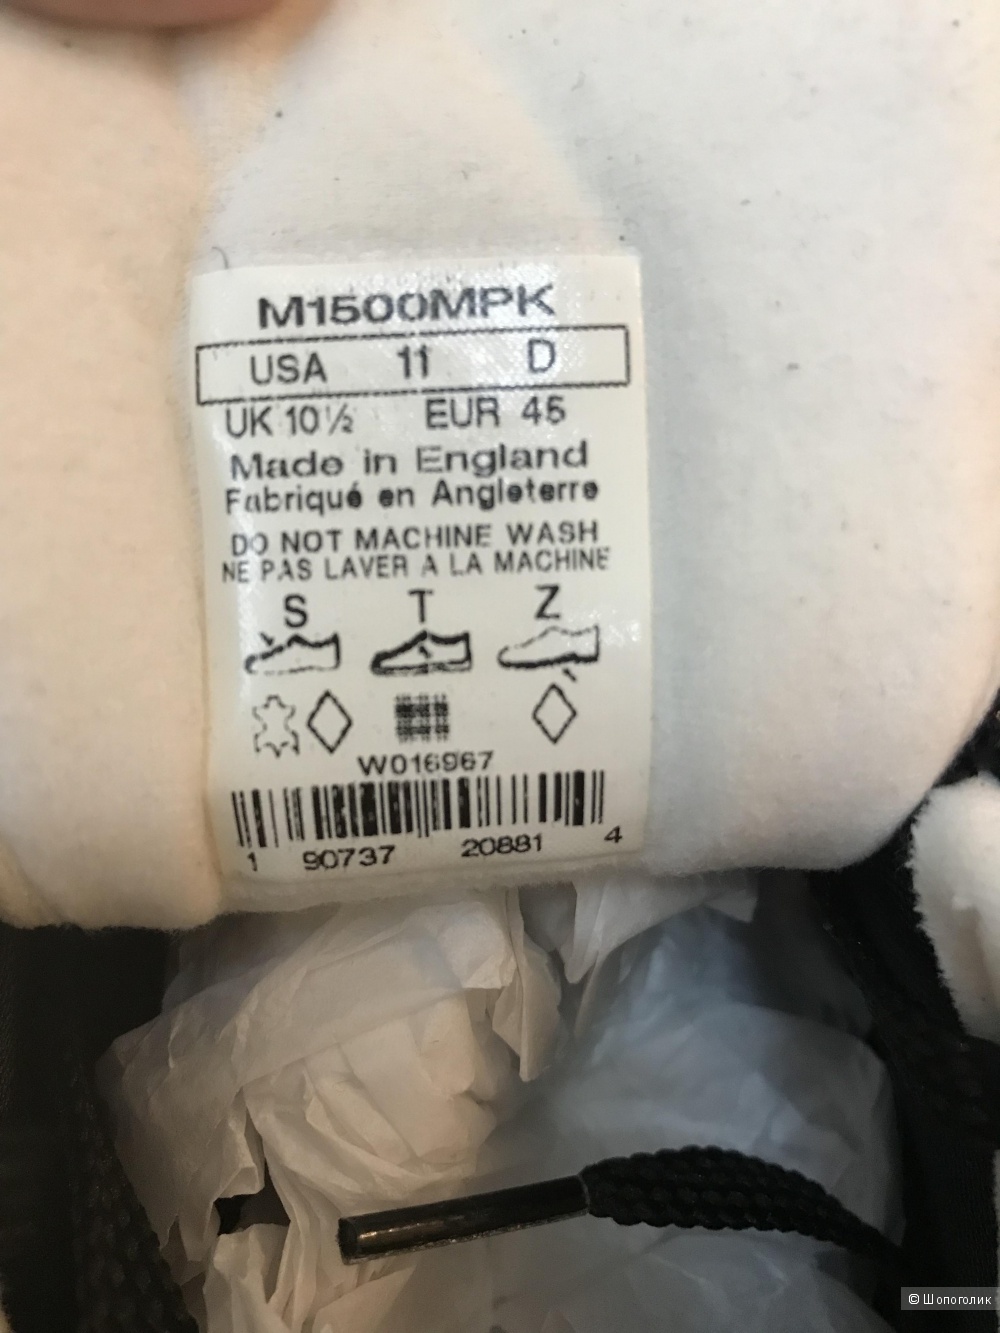 M1500MPK
USA 11 D
UK 10½ EUR 45
Made in England
Fabriqué en Angleterre
DO NOT MACHINE WASH
NE PAS LAVER A LA MACHINE
S T Z
W016967
1 90737 20881 4
© Шопоголик